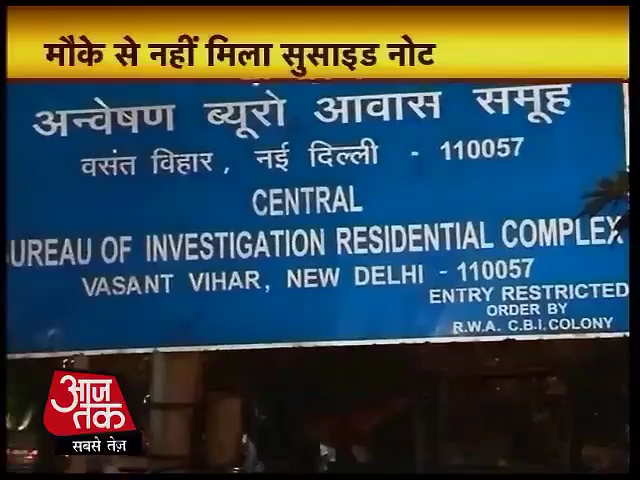 मौके से नहीं मिला सुसाइड नोट
अन्वेषण ब्यूरो आवास समूह
वसंत विहार, नई दिल्ली - 110057
CENTRAL
BUREAU OF INVESTIGATION RESIDENTIAL COMPLEX
VASANT VIHAR, NEW DELHI - 110057
ENTRY RESTRICTED
ORDER BY
R.W.A. C.B.I. COLONY
आज
तक
सबसे तेज़